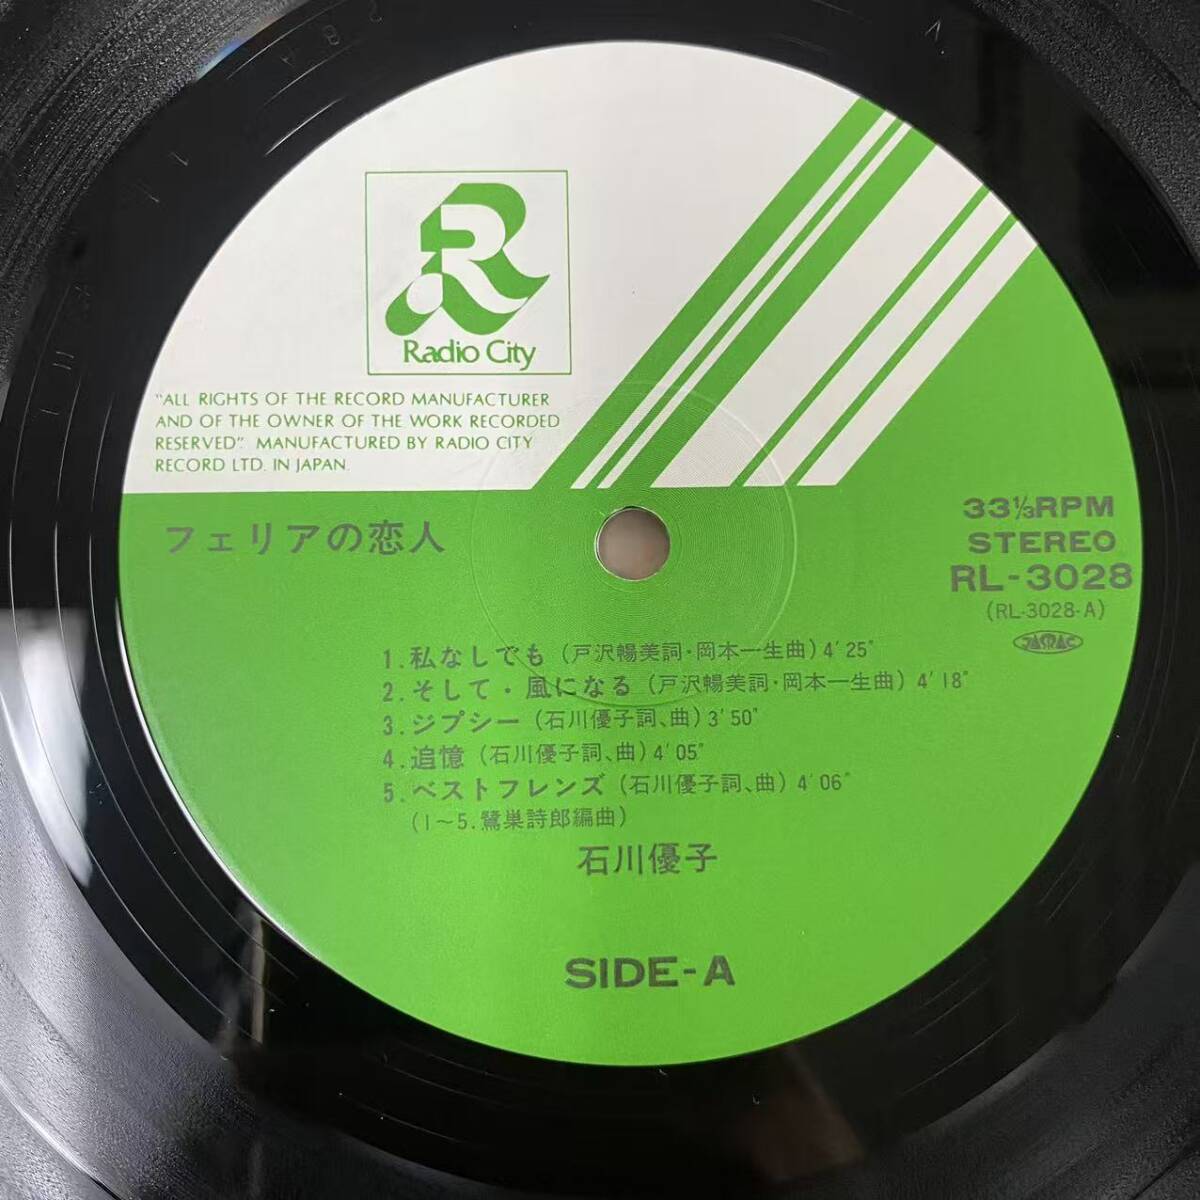 R
Radio City
"ALL RIGHTS OF THE RECORD MANUFACTURER
AND OF THE OWNER OF THE WORK RECORDED
RESERVED". MANUFACTURED BY RADIO CITY
RECORD LTD. IN JAPAN.
フェリアの恋人
33⅓RPM
STEREO
RL-3028
(RL-3028-A)
JASRAC
1.私なしでも(戸沢暢美詞・岡本一生曲)4'25"
2.そして・風になる(戸沢暢美詞・岡本一生曲)4'18"
3.ジプシー(石川優子詞、曲)3'50"
4.追憶(石川優子詞、曲)4'05"
5.ベストフレンズ(石川優子詞、曲)4'06"
(1〜5.鷺巣詩郎編曲)
石川優子
SIDE-A